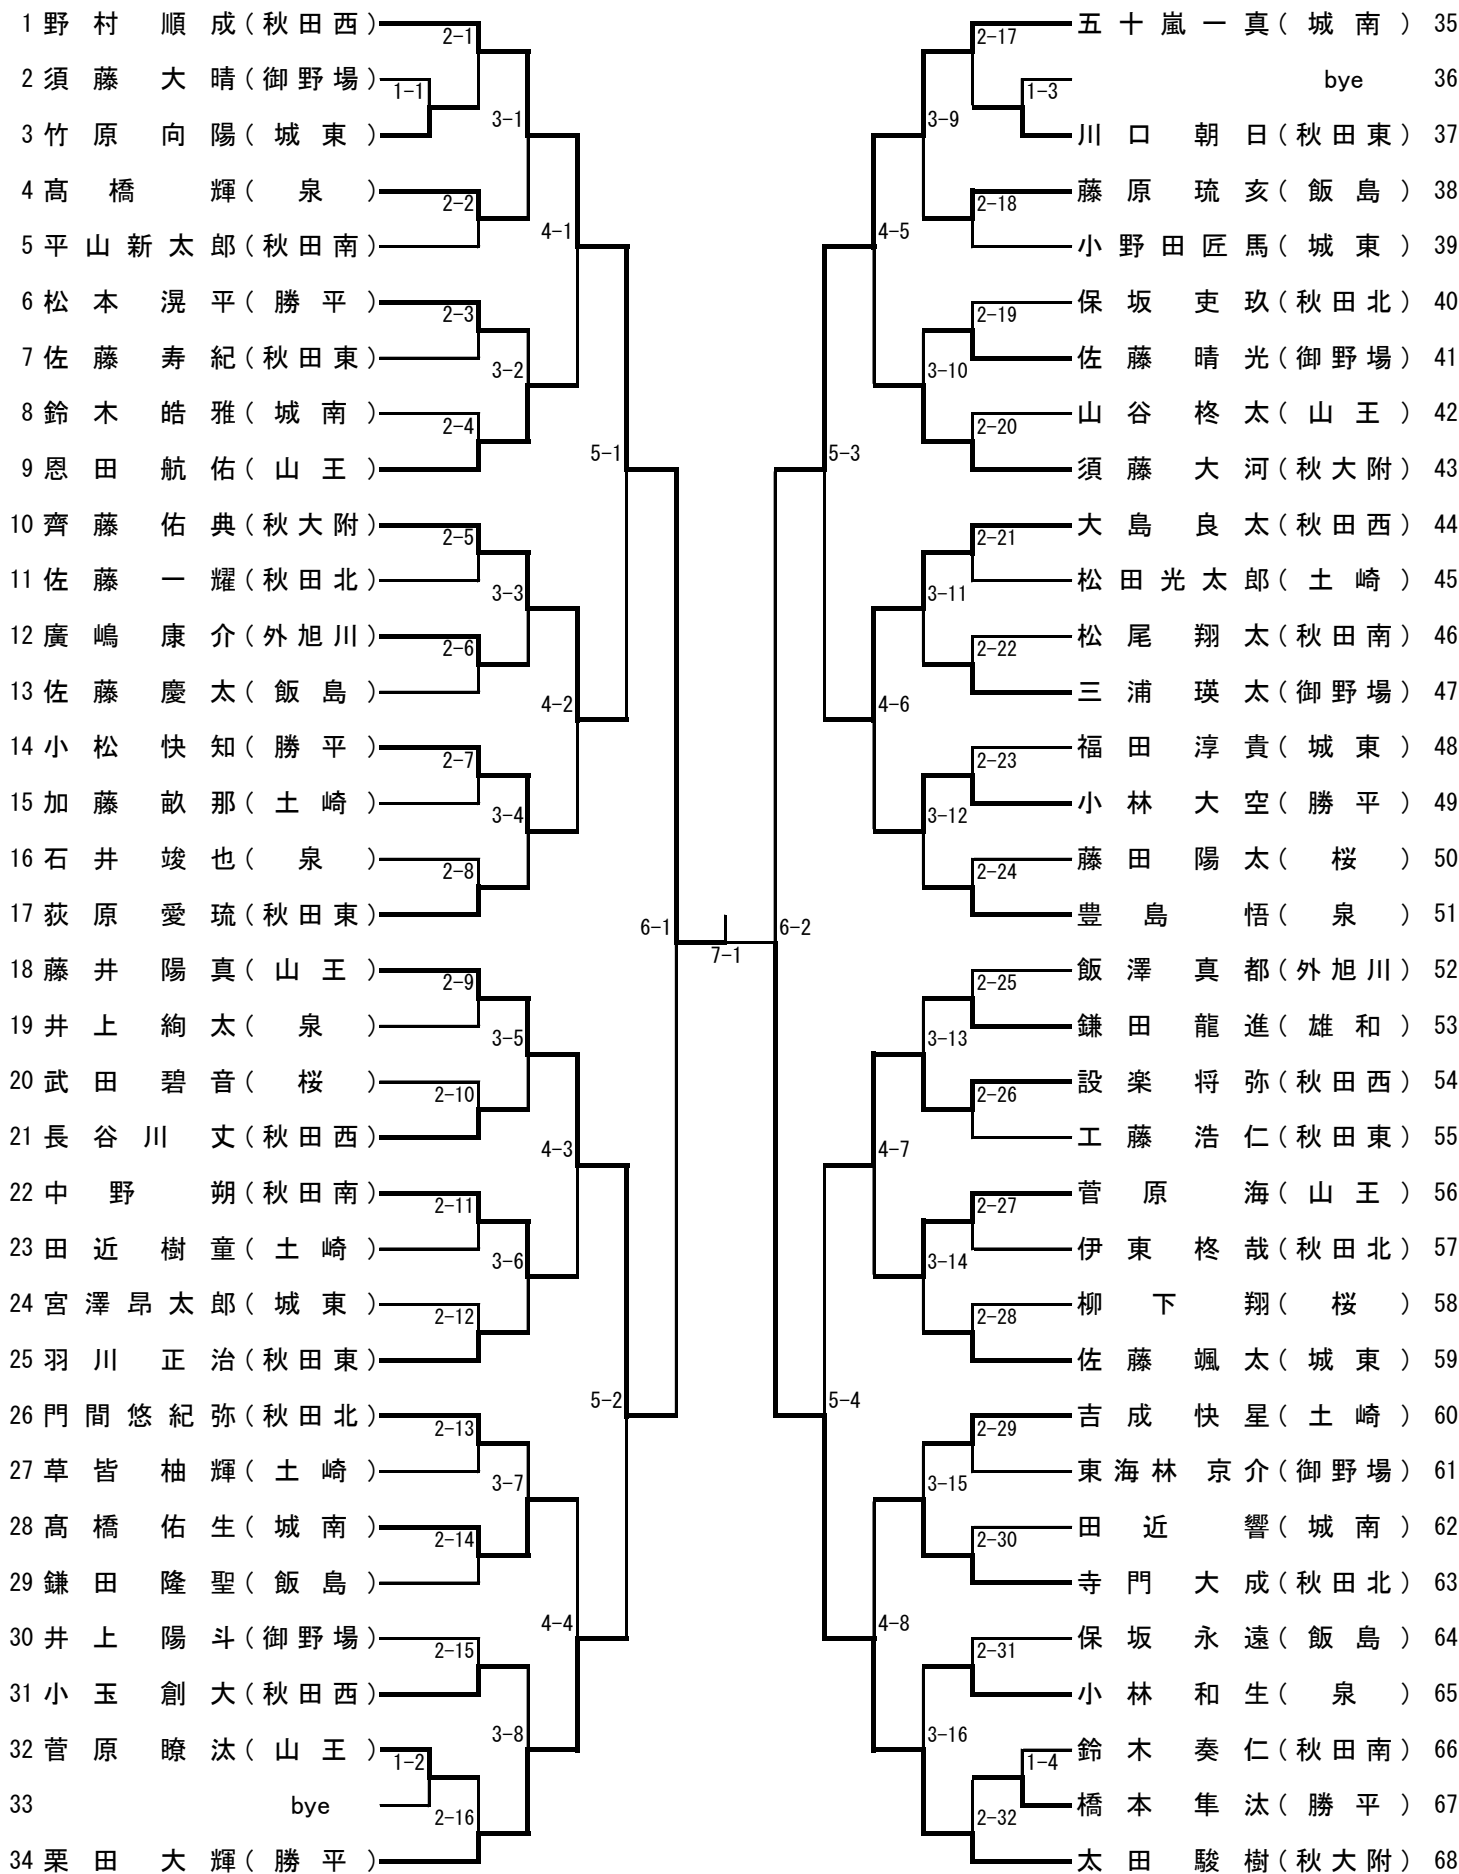 1 野村 順成(秋田西)
2 須藤 大晴(御野場)
3 竹原 向陽(城東)
4 髙橋 輝(泉)
5 平山新太郎(秋田南)
6 松本 滉平(勝平)
7 佐藤 寿紀(秋田東)
8 鈴木 皓雅(城南)
9 恩田 航佑(山王)
10 齊藤 佑典(秋大附)
11 佐藤 一耀(秋田北)
12 廣嶋 康介(外旭川)
13 佐藤 慶太(飯島)
14 小松 快知(勝平)
15 加藤 畝那(土崎)
16 石井 竣也(泉)
17 荻原 愛琉(秋田東)
18 藤井 陽真(山王)
19 井上 絢太(泉)
20 武田 碧音(桜)
21 長谷川 丈(秋田西)
22 中野 朔(秋田南)
23 田近 樹童(土崎)
24 宮澤昂太郎(城東)
25 羽川 正治(秋田東)
26 門間悠紀弥(秋田北)
27 草皆 柚輝(土崎)
28 髙橋 佑生(城南)
29 鎌田 隆聖(飯島)
30 井上 陽斗(御野場)
31 小玉 創大(秋田西)
32 菅原 瞭汰(山王)
33 bye
34 栗田 大輝(勝平)
1-1
1-2
2-1
2-2
2-3
2-4
2-5
2-6
2-7
2-8
2-9
2-10
2-11
2-12
2-13
2-14
2-15
2-16
3-1
3-2
3-3
3-4
3-5
3-6
3-7
3-8
4-1
4-2
4-3
4-4
5-1
5-2
6-1
7-1
6-2
5-3
5-4
4-5
4-6
4-7
4-8
3-9
3-10
3-11
3-12
3-13
3-14
3-15
3-16
2-17
2-18
2-19
2-20
2-21
2-22
2-23
2-24
2-25
2-26
2-27
2-28
2-29
2-30
2-31
2-32
1-3
1-4
五十嵐一真(城南) 35
bye 36
川口 朝日(秋田東) 37
藤原 琉亥(飯島) 38
小野田匠馬(城東) 39
保坂 吏玖(秋田北) 40
佐藤 晴光(御野場) 41
山谷 柊太(山王) 42
須藤 大河(秋大附) 43
大島 良太(秋田西) 44
松田光太郎(土崎) 45
松尾 翔太(秋田南) 46
三浦 瑛太(御野場) 47
福田 淳貴(城東) 48
小林 大空(勝平) 49
藤田 陽太(桜) 50
豊島 悟(泉) 51
飯澤 真都(外旭川) 52
鎌田 龍進(雄和) 53
設楽 将弥(秋田西) 54
工藤 浩仁(秋田東) 55
菅原 海(山王) 56
伊東 柊哉(秋田北) 57
柳下 翔(桜) 58
佐藤 颯太(城東) 59
吉成 快星(土崎) 60
東海林 京介(御野場) 61
田近 響(城南) 62
寺門 大成(秋田北) 63
保坂 永遠(飯島) 64
小林 和生(泉) 65
鈴木 奏仁(秋田南) 66
橋本 隼汰(勝平) 67
太田 駿樹(秋大附) 68